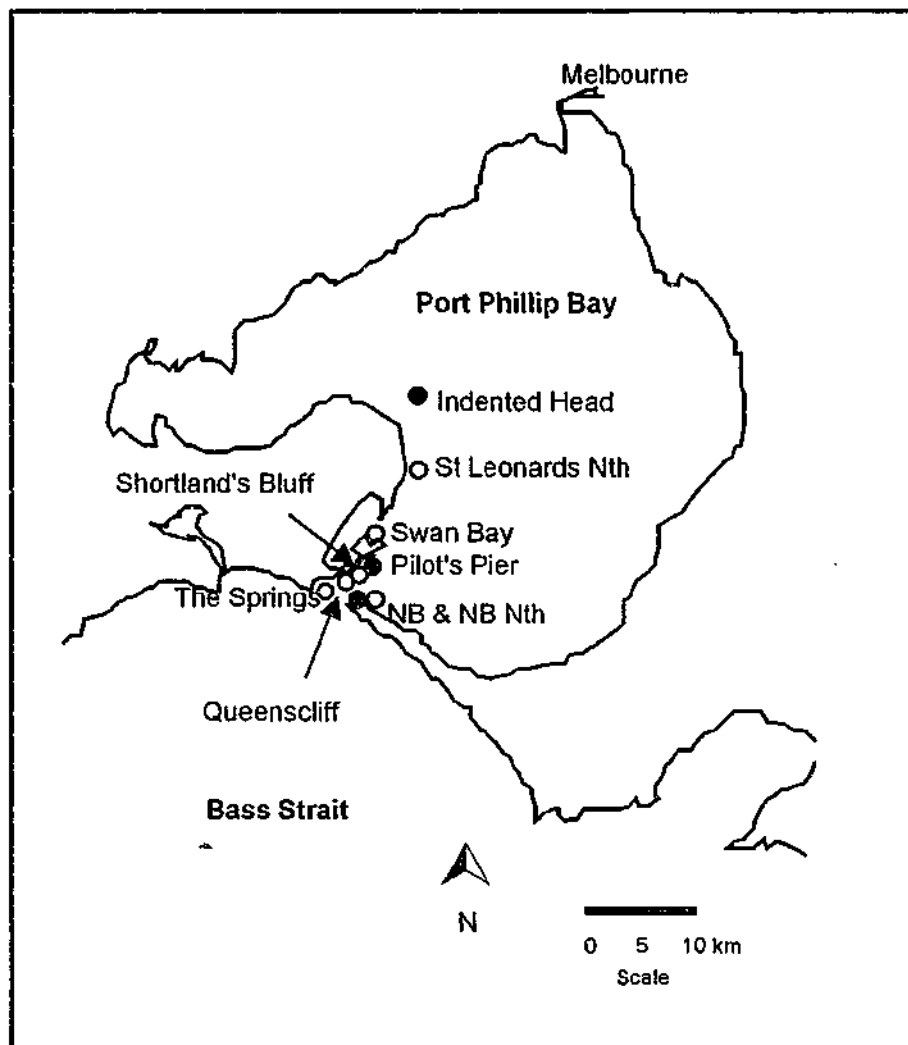 Melbourne
Port Phillip Bay
Indented Head
St Leonards Nth
Shortland's Bluff
Swan Bay
Pilot's Pier
The Springs
NB & NB Nth
Queenscliff
Bass Strait
N
0 5 10 km
Scale